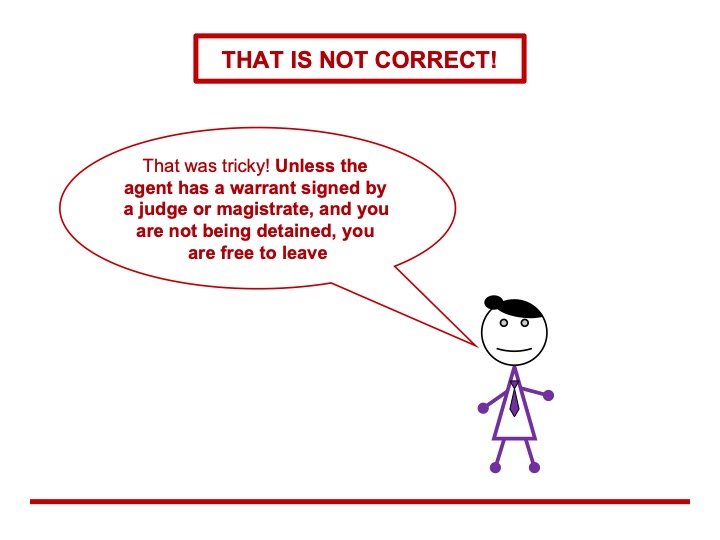 THAT IS NOT CORRECT!
That was tricky! Unless the
agent has a warrant signed by
a judge or magistrate, and you
are not being detained, you
are free to leave